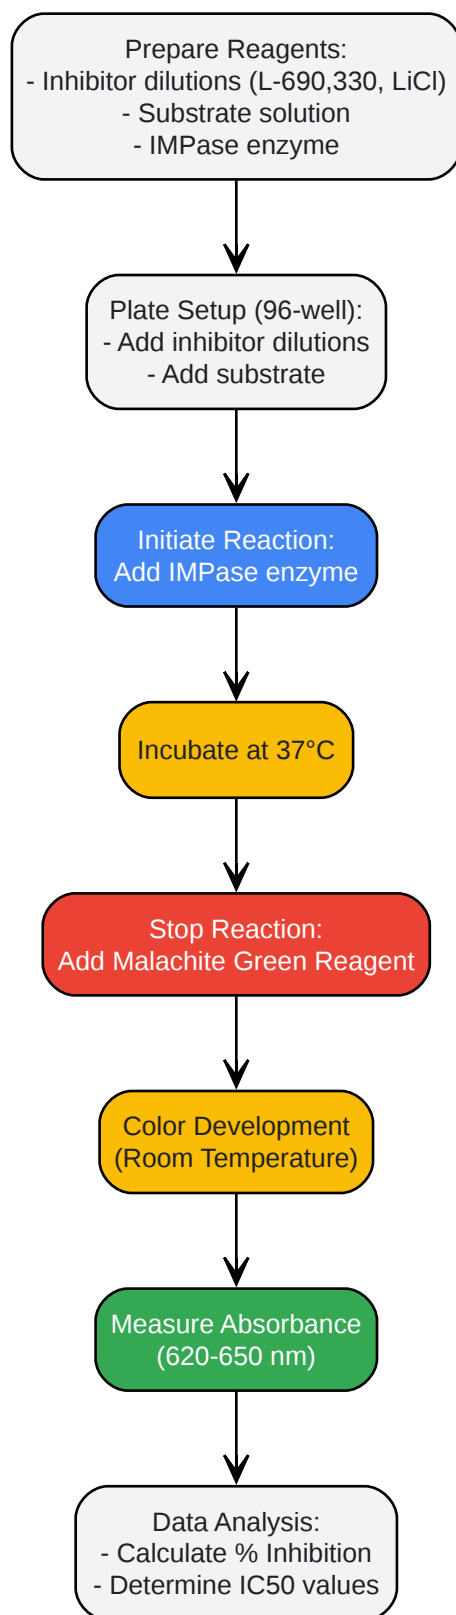 Prepare Reagents:
- Inhibitor dilutions (L-690,330, LiCl)
- Substrate solution
- IMPase enzyme
Plate Setup (96-well):
- Add inhibitor dilutions
- Add substrate
Initiate Reaction:
Add IMPase enzyme
Incubate at 37°C
Stop Reaction:
Add Malachite Green Reagent
Color Development
(Room Temperature)
Measure Absorbance
(620-650 nm)
Data Analysis:
- Calculate % Inhibition
- Determine IC50 values